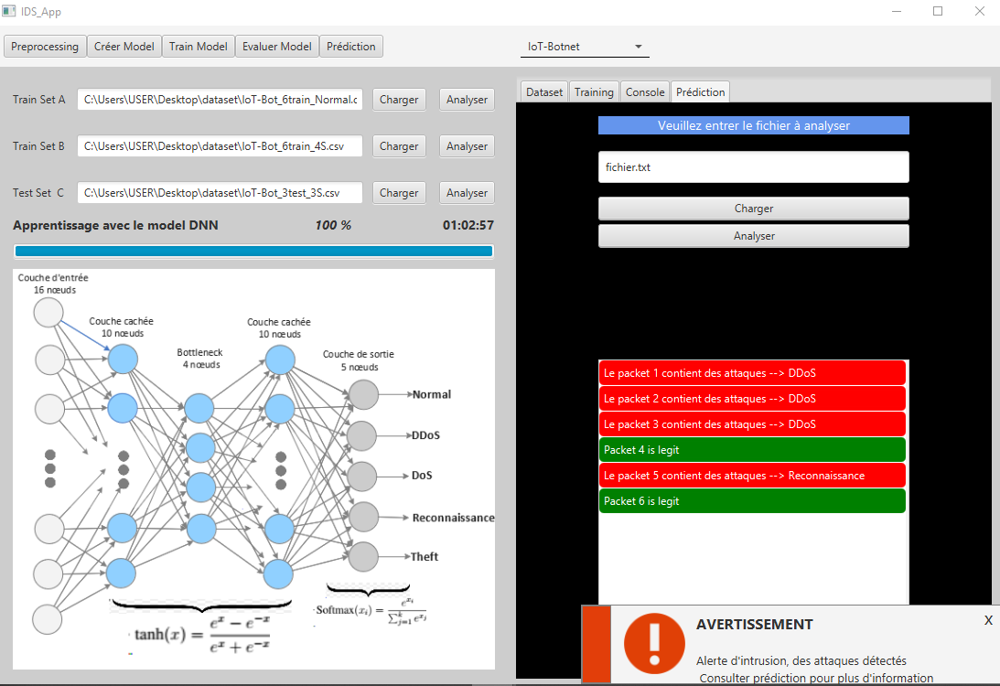 IDS_App
Preprocessing Créer Model Train Model Evaluer Model Prédiction
IoT-Botnet
Train Set A C:\Users\USER\Desktop\dataset\IoT-Bot_6train_Normal.c Charger Analyser
Train Set B C:\Users\USER\Desktop\dataset\IoT-Bot_6train_4S.csv Charger Analyser
Test Set C C:\Users\USER\Desktop\dataset\IoT-Bot_3test_3S.csv Charger Analyser
Apprentissage avec le model DNN 100 % 01:02:57
Couche d'entrée
16 nœuds
Couche cachée
10 nœuds
Bottleneck
4 nœuds
Couche cachée
10 nœuds
Couche de sortie
5 nœuds
Normal
DDoS
DoS
Reconnaissance
Theft
tanh(x) = (e^x − e^−x) / (e^x + e^−x)
Softmax(x_i) = e^x_i / ∑_j=1^k e^x_j
Dataset Training Console Prédiction
Veuillez entrer le fichier à analyser
fichier.txt
Charger
Analyser
Le packet 1 contient des attaques --> DDoS
Le packet 2 contient des attaques --> DDoS
Le packet 3 contient des attaques --> DDoS
Packet 4 is legit
Le packet 5 contient des attaques --> Reconnaissance
Packet 6 is legit
AVERTISSEMENT X
Alerte d'intrusion, des attaques détectés
Consulter prédiction pour plus d'information